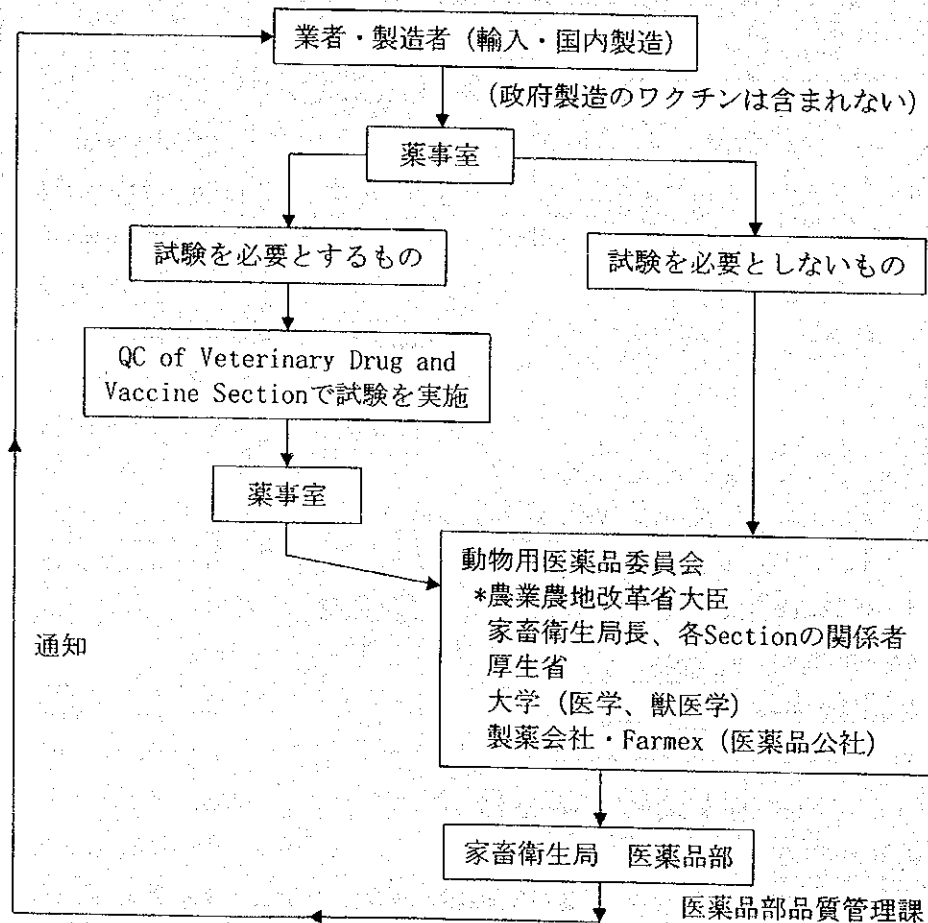 業者・製造者（輸入・国内製造）
（政府製造のワクチンは含まれない）
薬事室
試験を必要とするもの
試験を必要としないもの
QC of Veterinary Drug and
Vaccine Sectionで試験を実施
薬事室
動物用医薬品委員会
*農業農地改革省大臣
家畜衛生局長、各Sectionの関係者
厚生省
大学（医学、獣医学）
製薬会社・Farmex（医薬品公社）
通知
家畜衛生局　医薬品部
医薬品部品質管理課